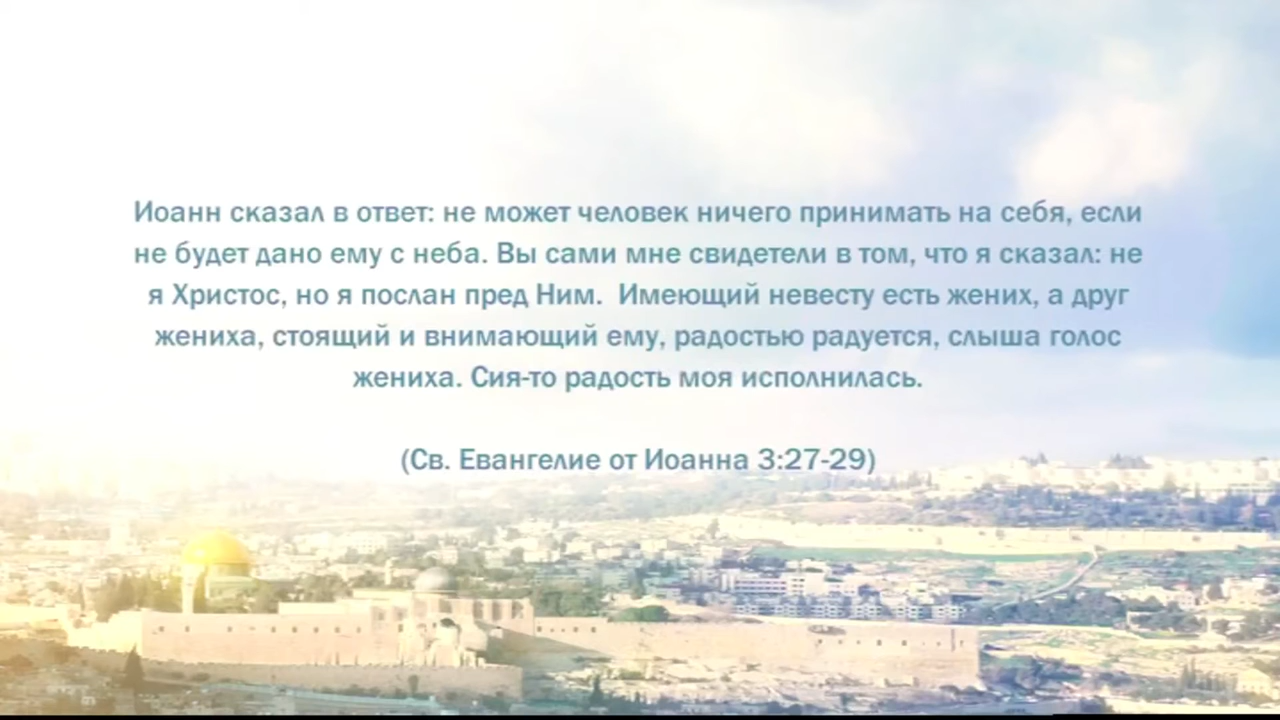 Иоанн сказал в ответ: не может человек ничего принимать на себя, если
не будет дано ему с неба. Вы сами мне свидетели в том, что я сказал: не
я Христос, но я послан пред Ним.  Имеющий невесту есть жених, а друг
жениха, стоящий и внимающий ему, радостью радуется, слыша голос
жениха. Сия-то радость моя исполнилась.
(Св. Евангелие от Иоанна 3:27-29)